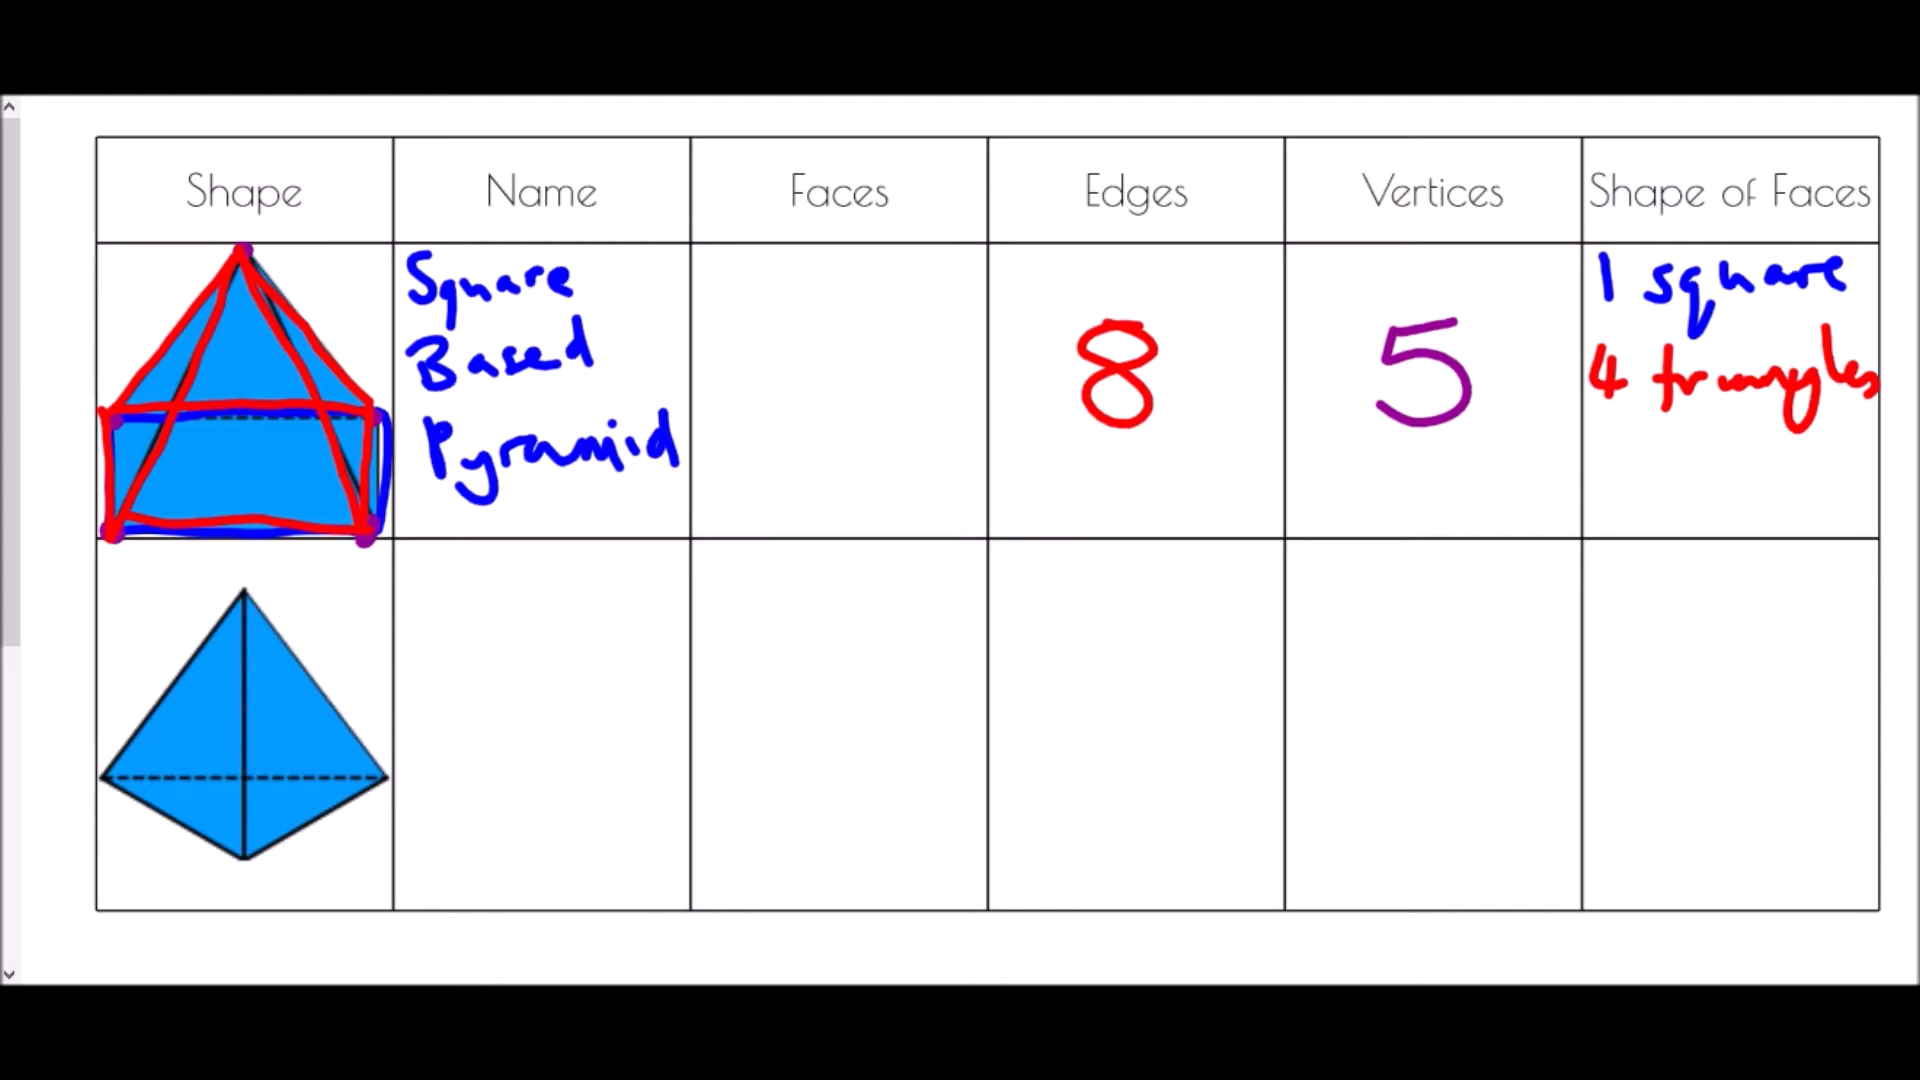 Shape Name Faces Edges Vertices Shape of Faces
Square
Based
Pyramid
8
5
1 square
4 triangles